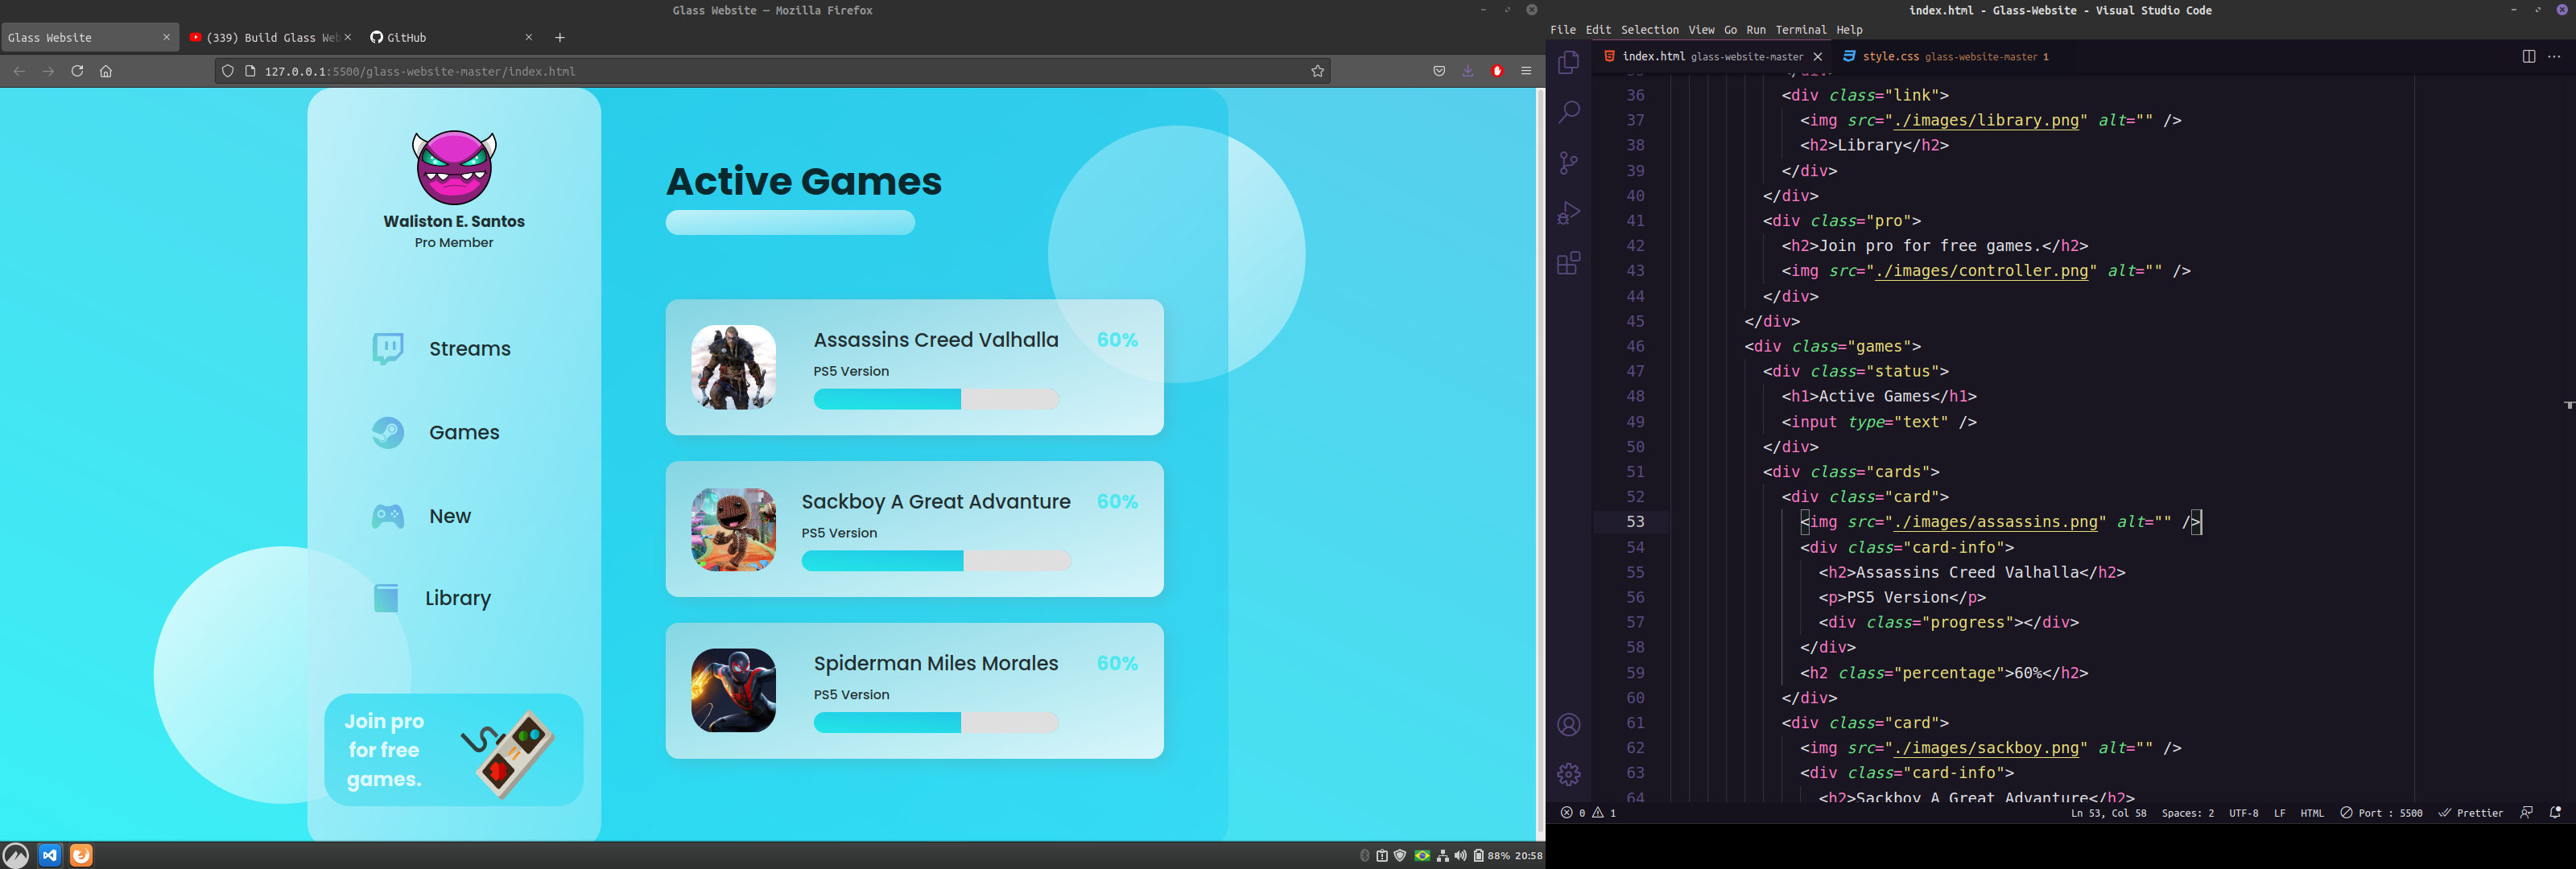 Glass Website — Mozilla Firefox
Glass Website
(339) Build Glass Web
GitHub
127.0.0.1:5500/glass-website-master/index.html
Waliston E. Santos
Pro Member
Streams
Games
New
Library
Join pro
for free
games.
Active Games
Assassins Creed Valhalla
60%
PS5 Version
Sackboy A Great Advanture
60%
PS5 Version
Spiderman Miles Morales
60%
PS5 Version
88% 20:58
index.html - Glass-Website - Visual Studio Code
File Edit Selection View Go Run Terminal Help
index.html glass-website-master
style.css glass-website-master 1
35 </div>
36 <div class="link">
37 <img src="./images/library.png" alt="" />
38 <h2>Library</h2>
39 </div>
40 </div>
41 <div class="pro">
42 <h2>Join pro for free games.</h2>
43 <img src="./images/controller.png" alt="" />
44 </div>
45 </div>
46 <div class="games">
47 <div class="status">
48 <h1>Active Games</h1>
49 <input type="text" />
50 </div>
51 <div class="cards">
52 <div class="card">
53 <img src="./images/assassins.png" alt="" />
54 <div class="card-info">
55 <h2>Assassins Creed Valhalla</h2>
56 <p>PS5 Version</p>
57 <div class="progress"></div>
58 </div>
59 <h2 class="percentage">60%</h2>
60 </div>
61 <div class="card">
62 <img src="./images/sackboy.png" alt="" />
63 <div class="card-info">
64 <h2>Sackboy A Great Advanture</h2>
0 1 Ln 53, Col 58 Spaces: 2 UTF-8 LF HTML Port : 5500 Prettier